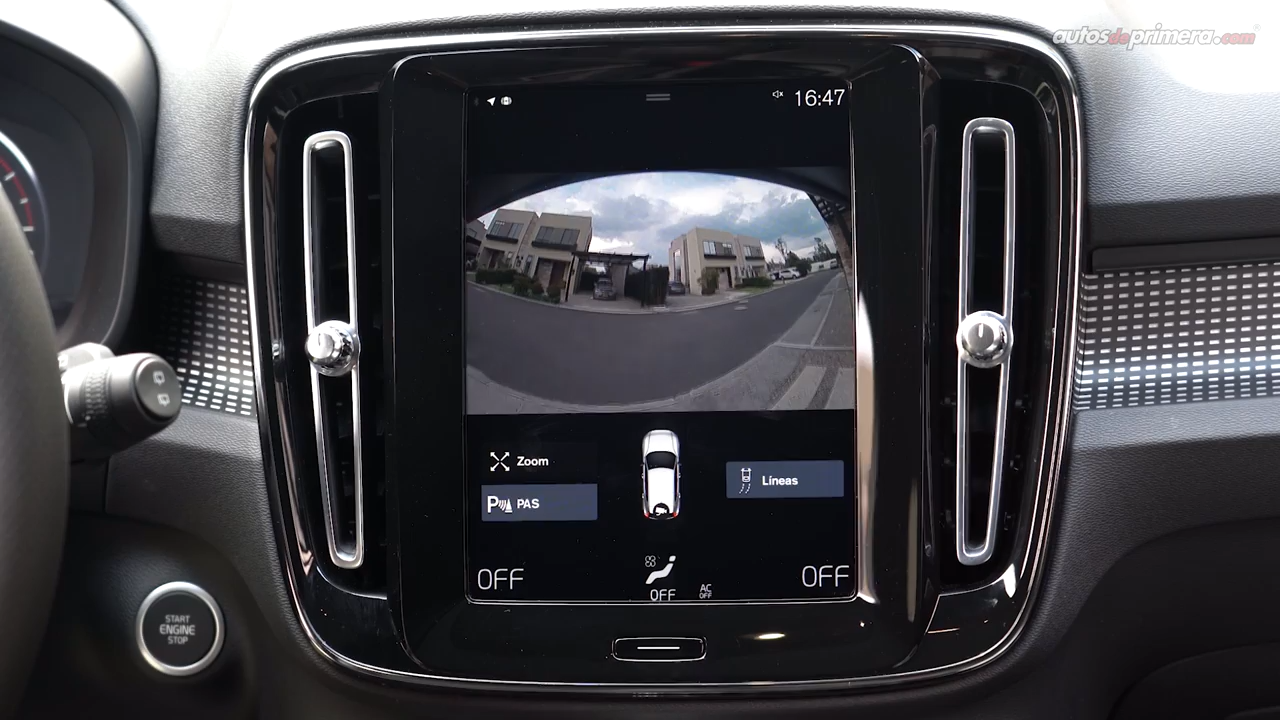 autosdeprimera.com
16:47
Zoom
P PAS
Líneas
OFF
OFF
OFF
AC
OFF
START
ENGINE
STOP